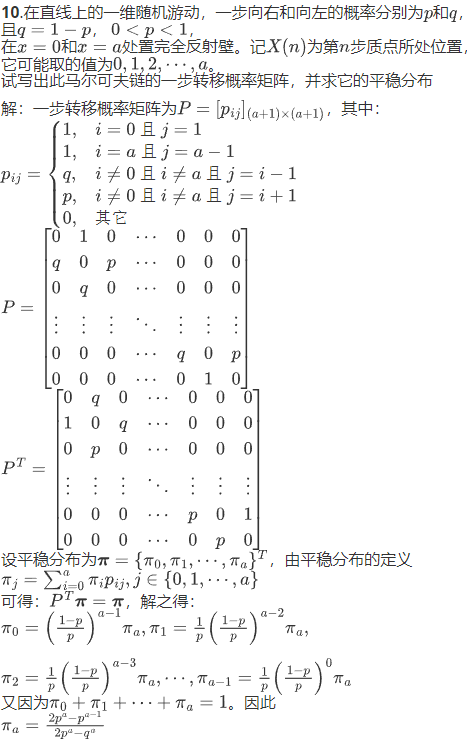 10.在直线上的一维随机游动，一步向右和向左的概率分别为p和q，
且q = 1 − p， 0 < p < 1，
在x = 0和x = a处置完全反射壁。记X(n)为第n步质点所处位置，
它可能取的值为0, 1, 2, ⋯, a。
试写出此马尔可夫链的一步转移概率矩阵，并求它的平稳分布
解：一步转移概率矩阵为P = [p_{ij}]_{(a+1)×(a+1)}，其中:
p_{ij} = { 1, i = 0 且 j = 1
1, i = a 且 j = a − 1
q, i ≠ 0 且 i ≠ a 且 j = i − 1
p, i ≠ 0 且 i ≠ a 且 j = i + 1
0, 其它
P = [ 0 1 0 ⋯ 0 0 0
q 0 p ⋯ 0 0 0
0 q 0 ⋯ 0 0 0
⋮ ⋮ ⋮ ⋱ ⋮ ⋮ ⋮
0 0 0 ⋯ q 0 p
0 0 0 ⋯ 0 1 0 ]
P^T = [ 0 q 0 ⋯ 0 0 0
1 0 q ⋯ 0 0 0
0 p 0 ⋯ 0 0 0
⋮ ⋮ ⋮ ⋱ ⋮ ⋮ ⋮
0 0 0 ⋯ p 0 1
0 0 0 ⋯ 0 p 0 ]
设平稳分布为π = {π_0, π_1, ⋯, π_a}^T，由平稳分布的定义
π_j = ∑_{i=0}^{a} π_i p_{ij}, j ∈ {0, 1, ⋯, a}
可得：P^T π = π，解之得:
π_0 = ((1−p)/p)^{a−1} π_a, π_1 = (1/p)((1−p)/p)^{a−2} π_a,
π_2 = (1/p)((1−p)/p)^{a−3} π_a, ⋯, π_{a−1} = (1/p)((1−p)/p)^0 π_a
又因为π_0 + π_1 + ⋯ + π_a = 1。因此
π_a = (2p^a − p^{a−1})/(2p^a − q^a)